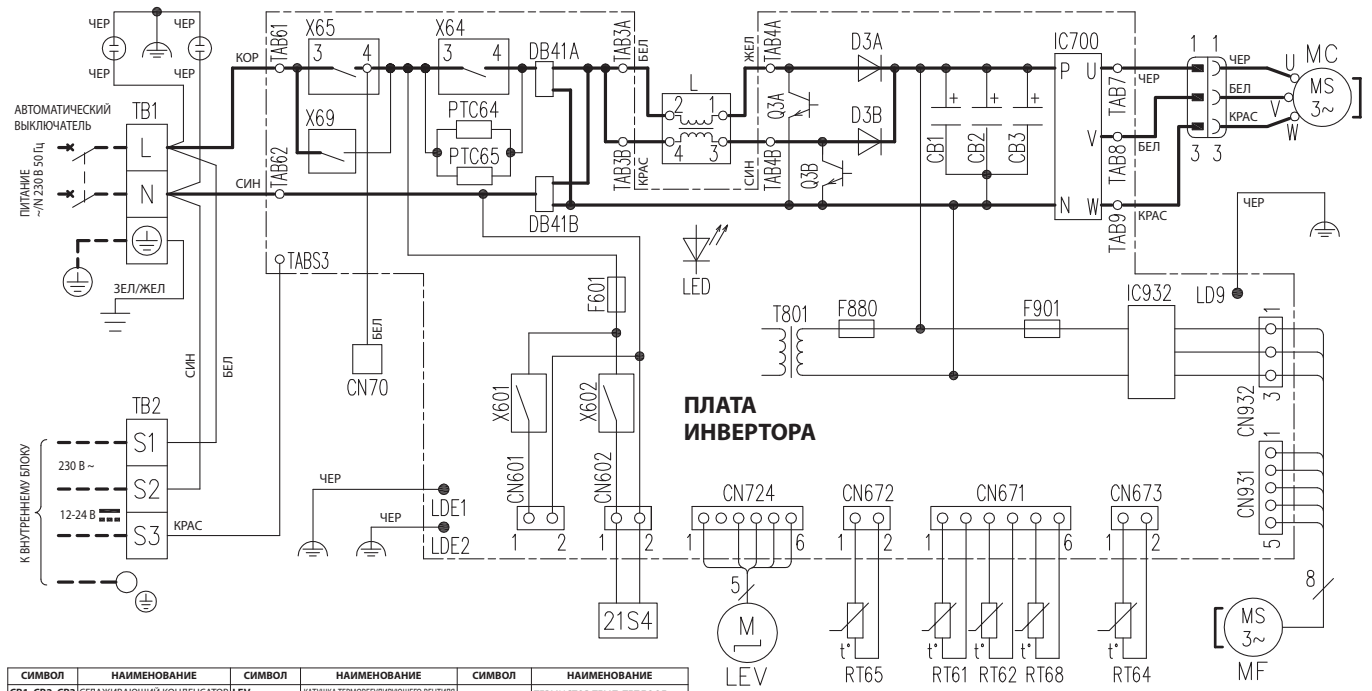 ЧЕР
ЧЕР
ЧЕР
ЧЕР
АВТОМАТИЧЕСКИЙ
ВЫКЛЮЧАТЕЛЬ
ПИТАНИЕ
~/N 230 В 50 Гц
TB1
L
N
ЗЕЛ/ЖЕЛ
КОР
СИН
СИН
БЕЛ
TB2
S1
S2
S3
230 В ~
12-24 В
К ВНУТРЕННЕМУ БЛОКУ
КРАС
TAB61
TAB62
TABS3
X65
3 4
X69
X64
3 4
PTC64
PTC65
DB41A
DB41B
TAB3A
БЕЛ
TAB3B
КРАС
L
2 1
4 3
ЖЕЛ
TAB4A
СИН
TAB4B
Q3A
Q3B
D3A
D3B
CB1
CB2
CB3
+
+
+
IC700
P U
V
N W
TAB7
TAB8
TAB9
ЧЕР
БЕЛ
КРАС
1 1
3 3
ЧЕР
БЕЛ
КРАС
U
V
W
MC
MS
3~
ЧЕР
LD9
LED
БЕЛ
CN70
F601
X601
X602
CN601
1 2
CN602
1 2
21S4
ЧЕР
LDE1
ЧЕР
LDE2
T801
F880
F901
IC932
1
CN932
3
1
CN931
5
ПЛАТА
ИНВЕРТОРА
CN724
1 6
5
M
LEV
CN672
1 2
t°
RT65
CN671
1 6
t° t° t°
RT61 RT62 RT68
CN673
1 2
t°
RT64
8
MS
3~
MF
СИМВОЛ НАИМЕНОВАНИЕ СИМВОЛ НАИМЕНОВАНИЕ СИМВОЛ НАИМЕНОВАНИЕ